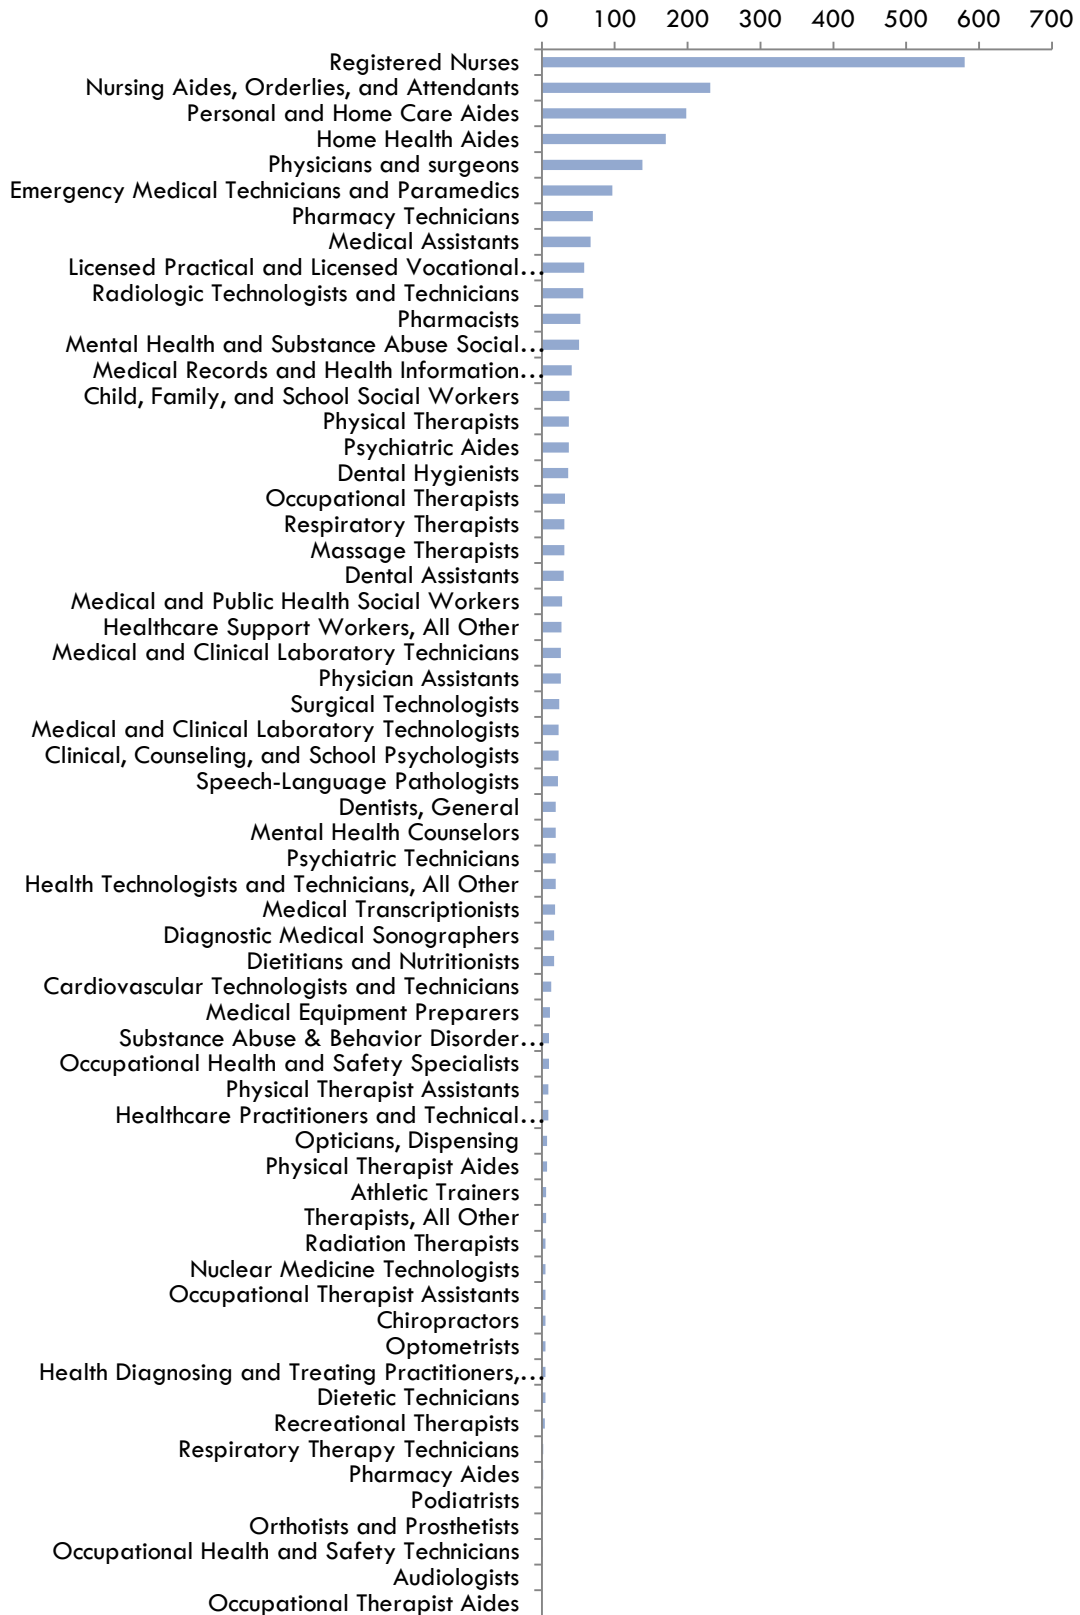 0 100 200 300 400 500 600 700
Registered Nurses
Nursing Aides, Orderlies, and Attendants
Personal and Home Care Aides
Home Health Aides
Physicians and surgeons
Emergency Medical Technicians and Paramedics
Pharmacy Technicians
Medical Assistants
Licensed Practical and Licensed Vocational…
Radiologic Technologists and Technicians
Pharmacists
Mental Health and Substance Abuse Social…
Medical Records and Health Information…
Child, Family, and School Social Workers
Physical Therapists
Psychiatric Aides
Dental Hygienists
Occupational Therapists
Respiratory Therapists
Massage Therapists
Dental Assistants
Medical and Public Health Social Workers
Healthcare Support Workers, All Other
Medical and Clinical Laboratory Technicians
Physician Assistants
Surgical Technologists
Medical and Clinical Laboratory Technologists
Clinical, Counseling, and School Psychologists
Speech-Language Pathologists
Dentists, General
Mental Health Counselors
Psychiatric Technicians
Health Technologists and Technicians, All Other
Medical Transcriptionists
Diagnostic Medical Sonographers
Dietitians and Nutritionists
Cardiovascular Technologists and Technicians
Medical Equipment Preparers
Substance Abuse & Behavior Disorder…
Occupational Health and Safety Specialists
Physical Therapist Assistants
Healthcare Practitioners and Technical…
Opticians, Dispensing
Physical Therapist Aides
Athletic Trainers
Therapists, All Other
Radiation Therapists
Nuclear Medicine Technologists
Occupational Therapist Assistants
Chiropractors
Optometrists
Health Diagnosing and Treating Practitioners,…
Dietetic Technicians
Recreational Therapists
Respiratory Therapy Technicians
Pharmacy Aides
Podiatrists
Orthotists and Prosthetists
Occupational Health and Safety Technicians
Audiologists
Occupational Therapist Aides